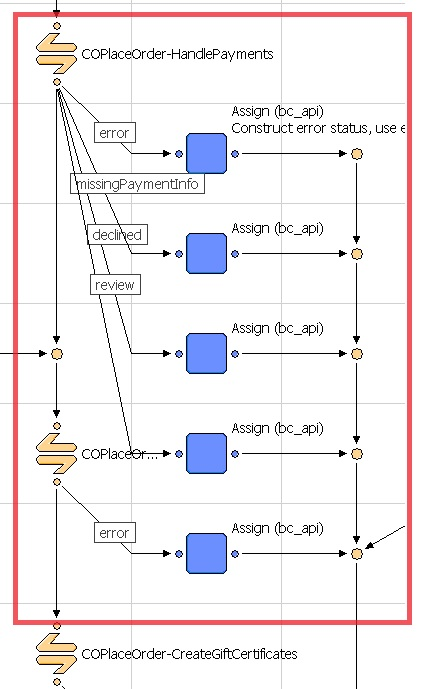 COPlaceOrder-HandlePayments
Assign (bc_api)
Construct error status, use e
error
missingPaymentInfo
Assign (bc_api)
declined
review
Assign (bc_api)
Assign (bc_api)
COPlaceOr...
Assign (bc_api)
error
COPlaceOrder-CreateGiftCertificates